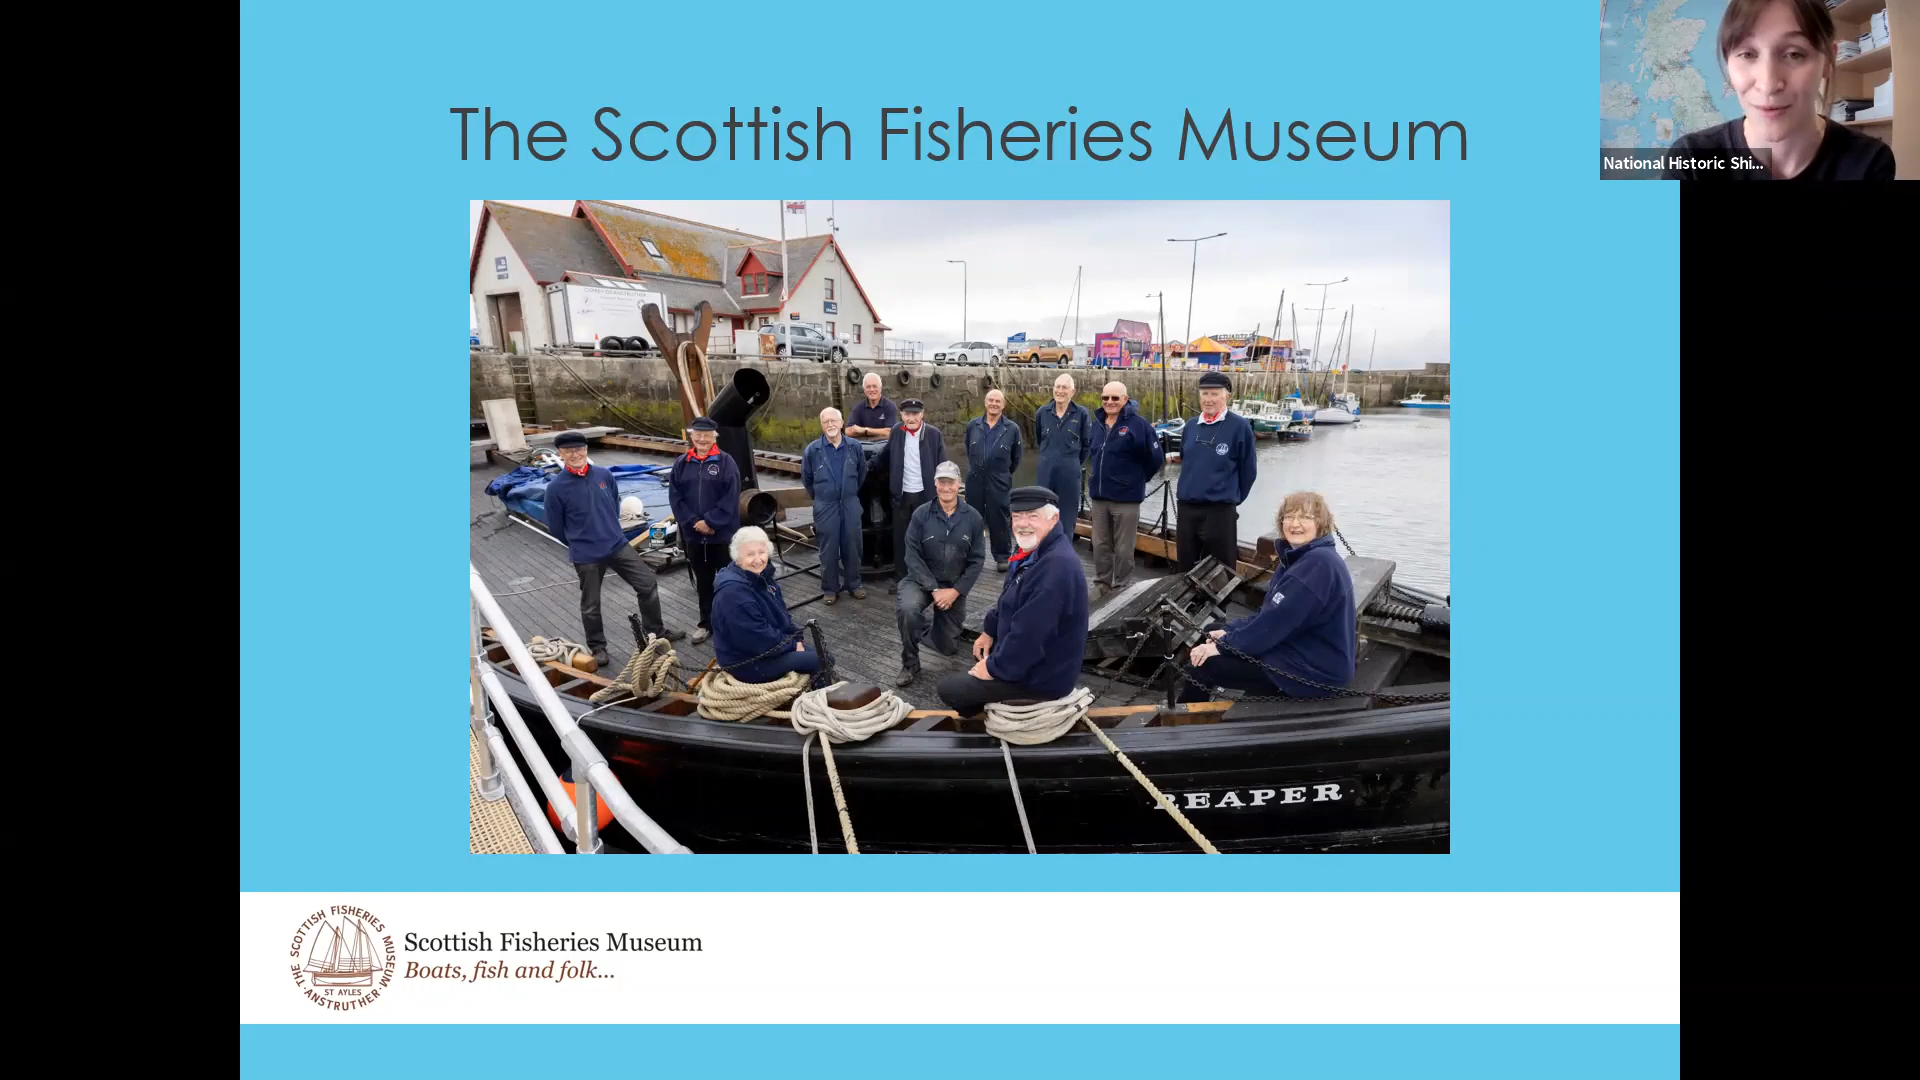 The Scottish Fisheries Museum
National Historic Shi...
REAPER
THE SCOTTISH FISHERIES MUSEUM
ST AYLES
· ANSTRUTHER ·
Scottish Fisheries Museum
Boats, fish and folk...